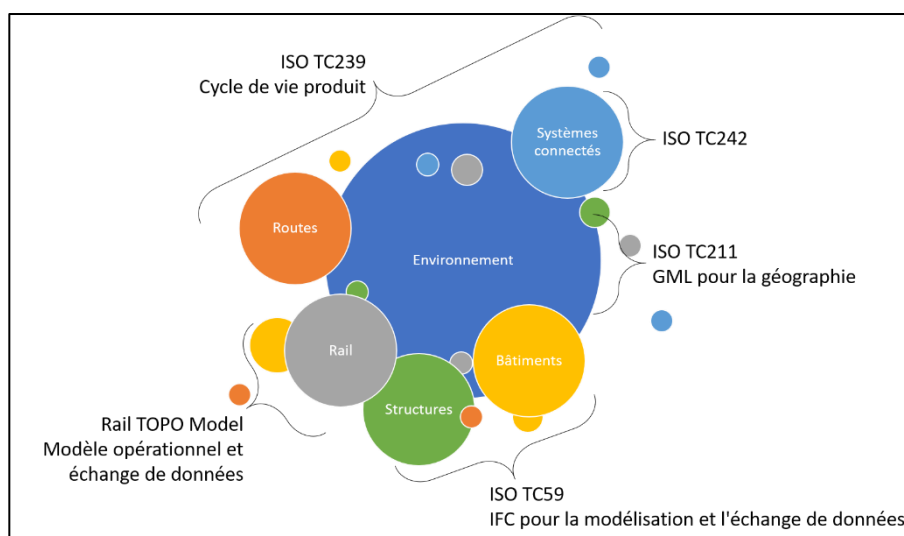 ISO TC239
Cycle de vie produit
Systèmes
connectés
ISO TC242
Routes
Environnement
ISO TC211
GML pour la géographie
Rail
Bâtiments
Structures
Rail TOPO Model
Modèle opérationnel et
échange de données
ISO TC59
IFC pour la modélisation et l'échange de données